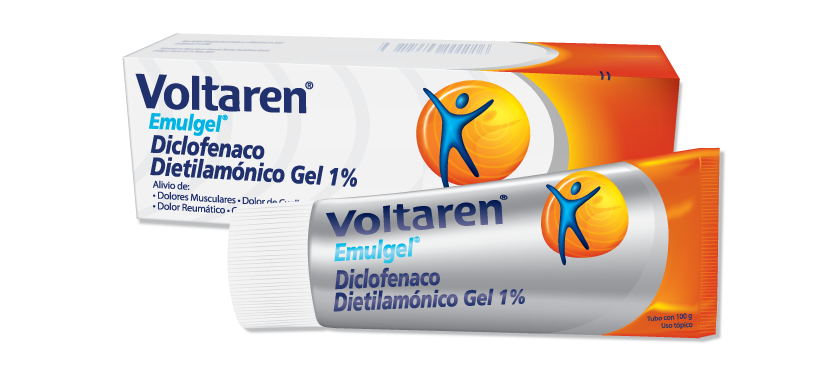 Voltaren®
Emulgel®
Diclofenaco
Dietilamónico Gel 1%
Alivio de:
• Dolores Musculares • Dolor de
• Dolor Reumático •
Voltaren®
Emulgel®
Diclofenaco
Dietilamónico Gel 1%
Tubo con 100 g
Uso tópico